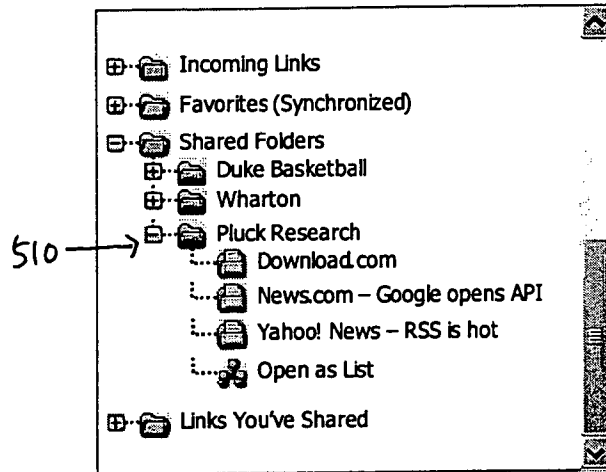 Incoming Links
Favorites (Synchronized)
Shared Folders
Duke Basketball
Wharton
510
Pluck Research
Download.com
News.com – Google opens API
Yahoo! News – RSS is hot
Open as List
Links You've Shared